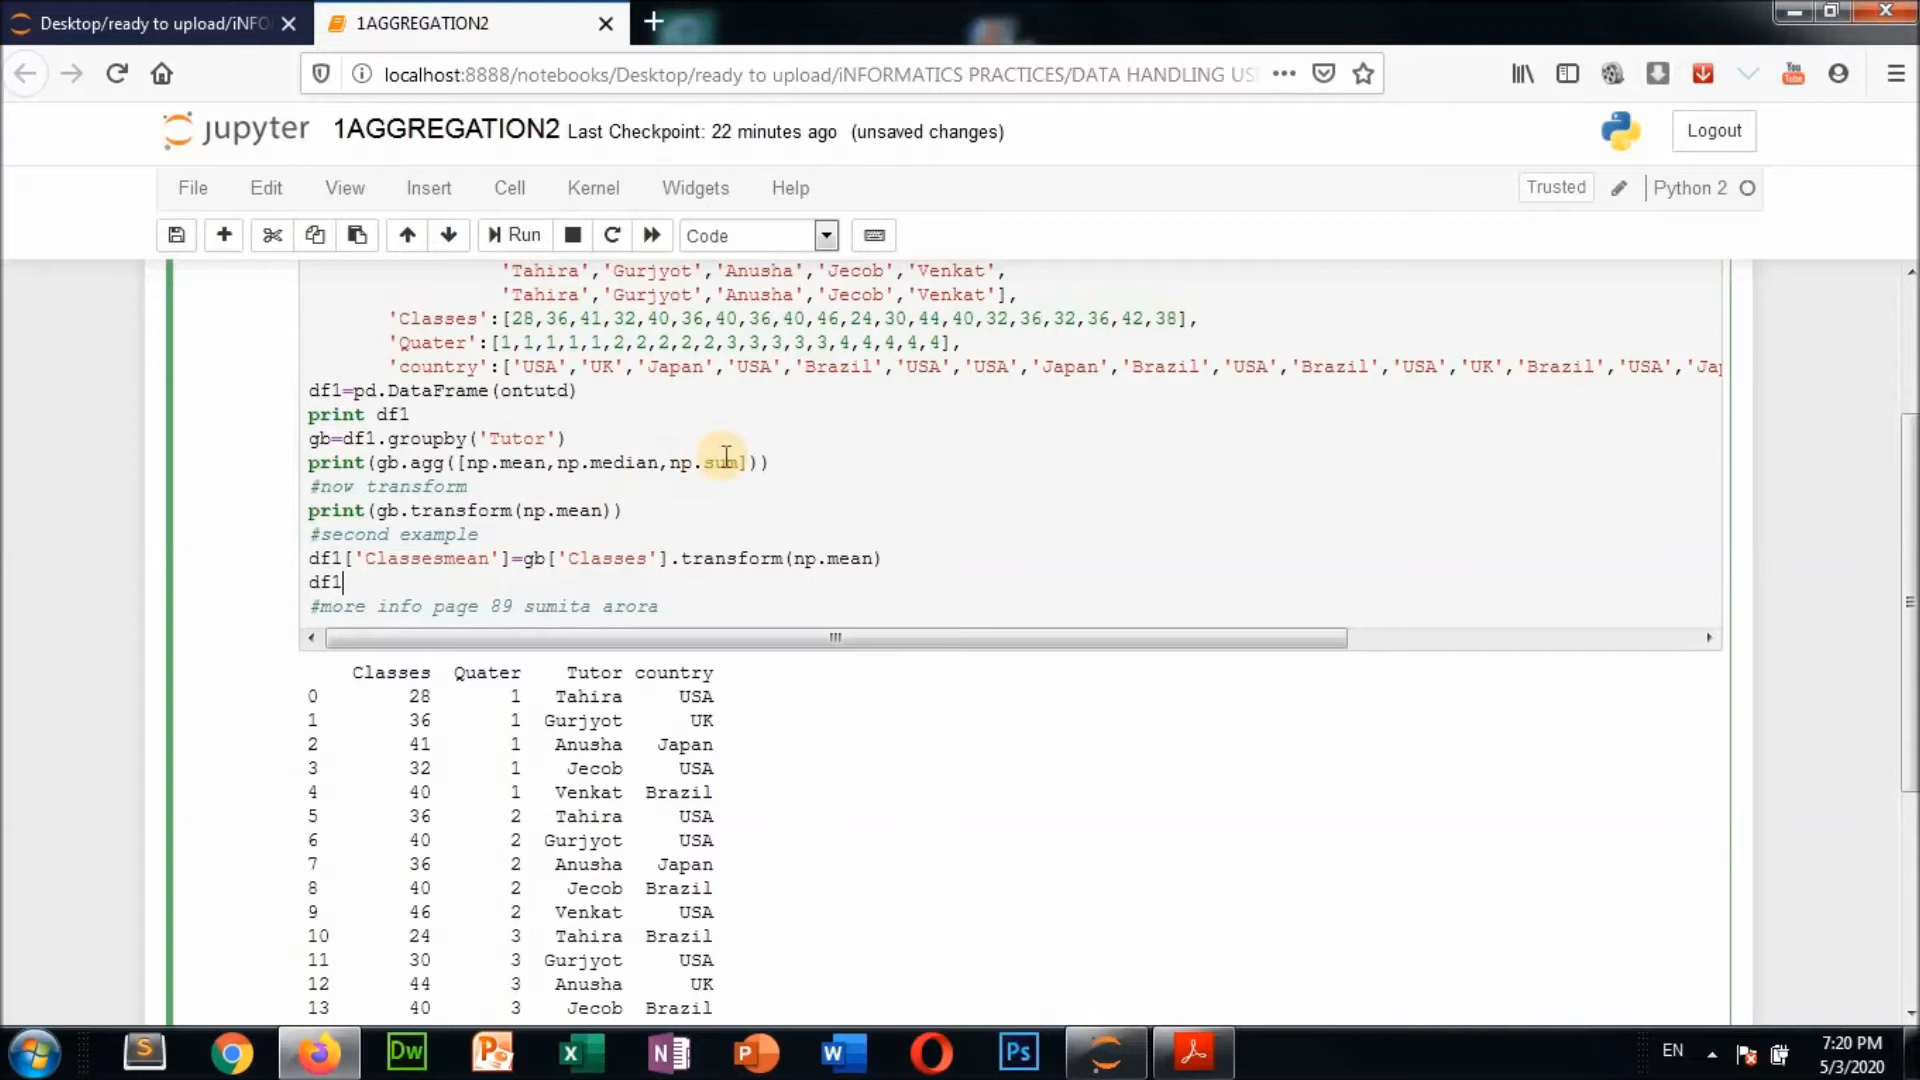 Desktop/ready to upload/iNFO
1AGGREGATION2
localhost:8888/notebooks/Desktop/ready to upload/iNFORMATICS PRACTICES/DATA HANDLING US
You Tube
jupyter 1AGGREGATION2 Last Checkpoint: 22 minutes ago (unsaved changes)
Logout
File Edit View Insert Cell Kernel Widgets Help
Trusted Python 2
Run Code
'Tahira','Gurjyot','Anusha','Jecob','Venkat',
'Tahira','Gurjyot','Anusha','Jecob','Venkat'],
'Classes':[28,36,41,32,40,36,40,36,40,46,24,30,44,40,32,36,32,36,42,38],
'Quater':[1,1,1,1,1,2,2,2,2,2,3,3,3,3,3,4,4,4,4,4],
'country':['USA','UK','Japan','USA','Brazil','USA','USA','Japan','Brazil','USA','Brazil','USA','UK','Brazil','USA','Jap
df1=pd.DataFrame(ontutd)
print df1
gb=df1.groupby('Tutor')
print(gb.agg([np.mean,np.median,np.sum]))
#now transform
print(gb.transform(np.mean))
#second example
df1['Classesmean']=gb['Classes'].transform(np.mean)
df1
#more info page 89 sumita arora
Classes Quater Tutor country
0 28 1 Tahira USA
1 36 1 Gurjyot UK
2 41 1 Anusha Japan
3 32 1 Jecob USA
4 40 1 Venkat Brazil
5 36 2 Tahira USA
6 40 2 Gurjyot USA
7 36 2 Anusha Japan
8 40 2 Jecob Brazil
9 46 2 Venkat USA
10 24 3 Tahira Brazil
11 30 3 Gurjyot USA
12 44 3 Anusha UK
13 40 3 Jecob Brazil
S Dw P X N P W Ps
EN
7:20 PM
5/3/2020